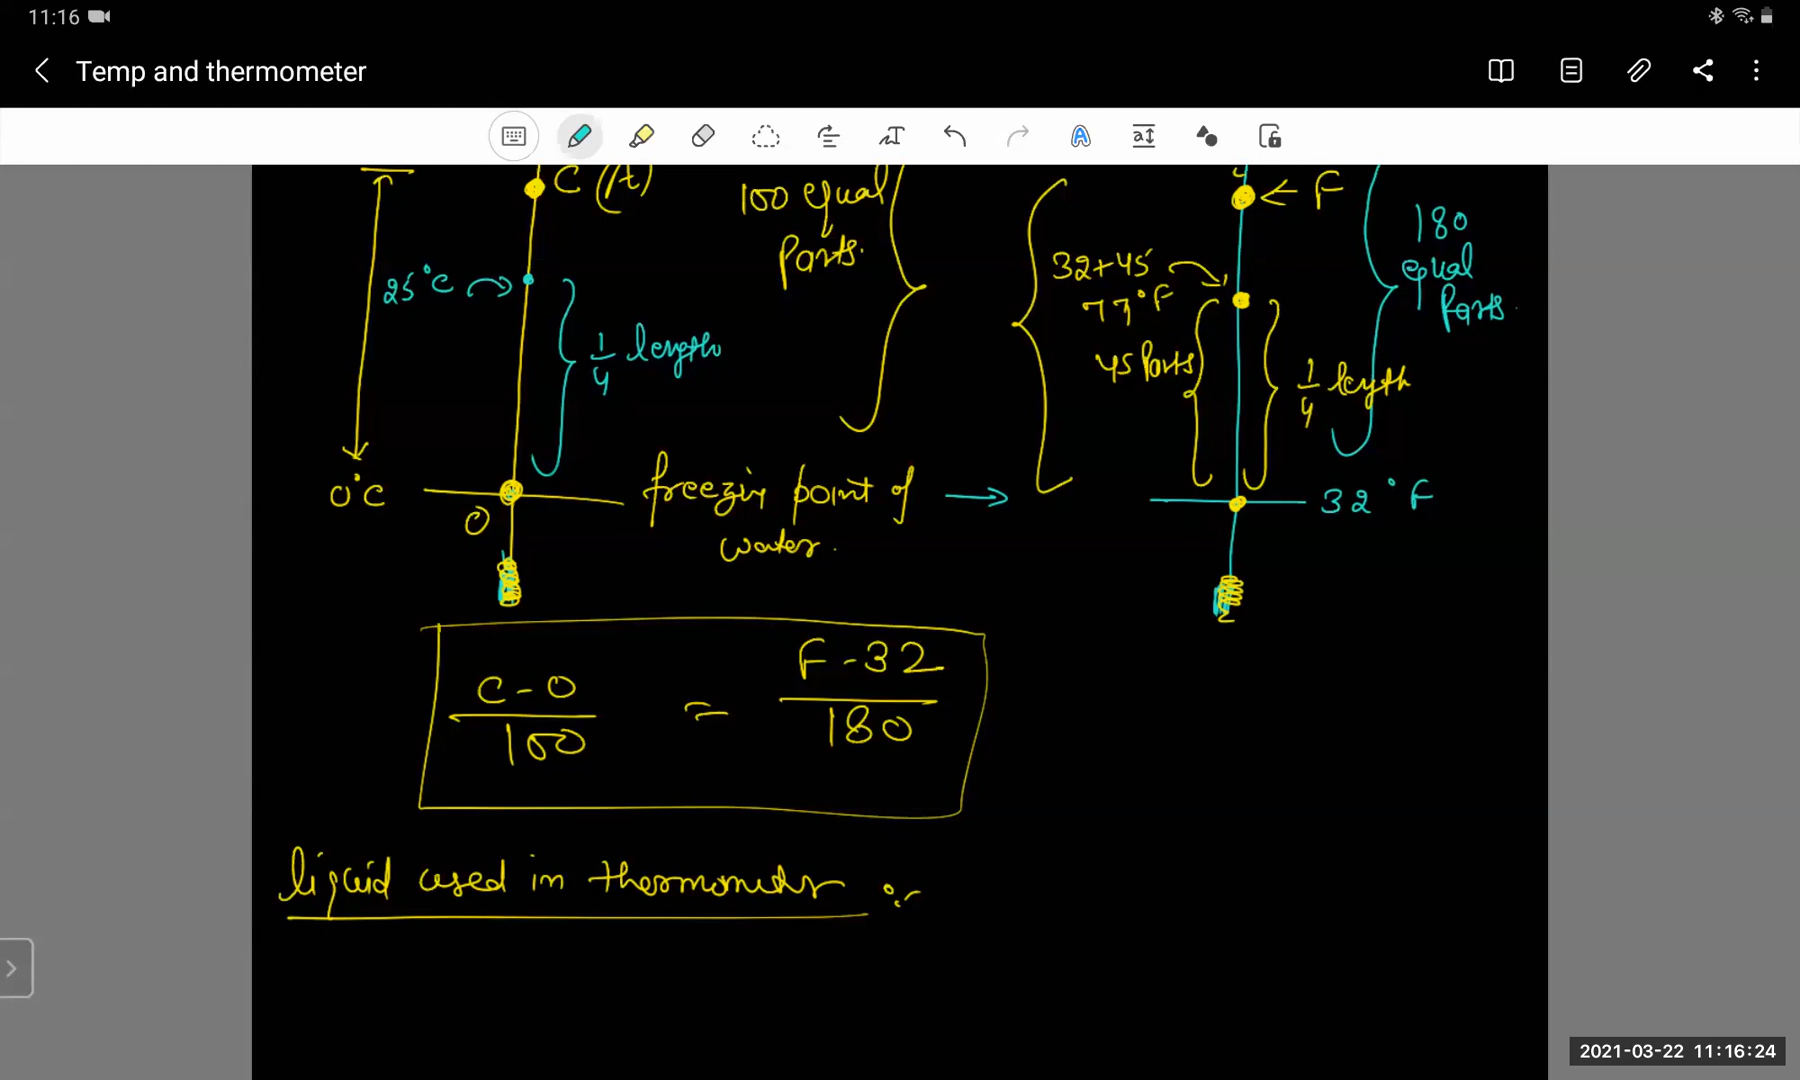 11:16
Temp and thermometer
C (t)
100 equal
parts.
← F
180
equal
Parts.
25°C
1/4 length
32+45
77°F
45 Parts
1/4 length
0°C
0
freezin point of →
water.
32°F
C - 0 / 100 = F - 32 / 180
liquid used in thermometer :-
2021-03-22 11:16:24